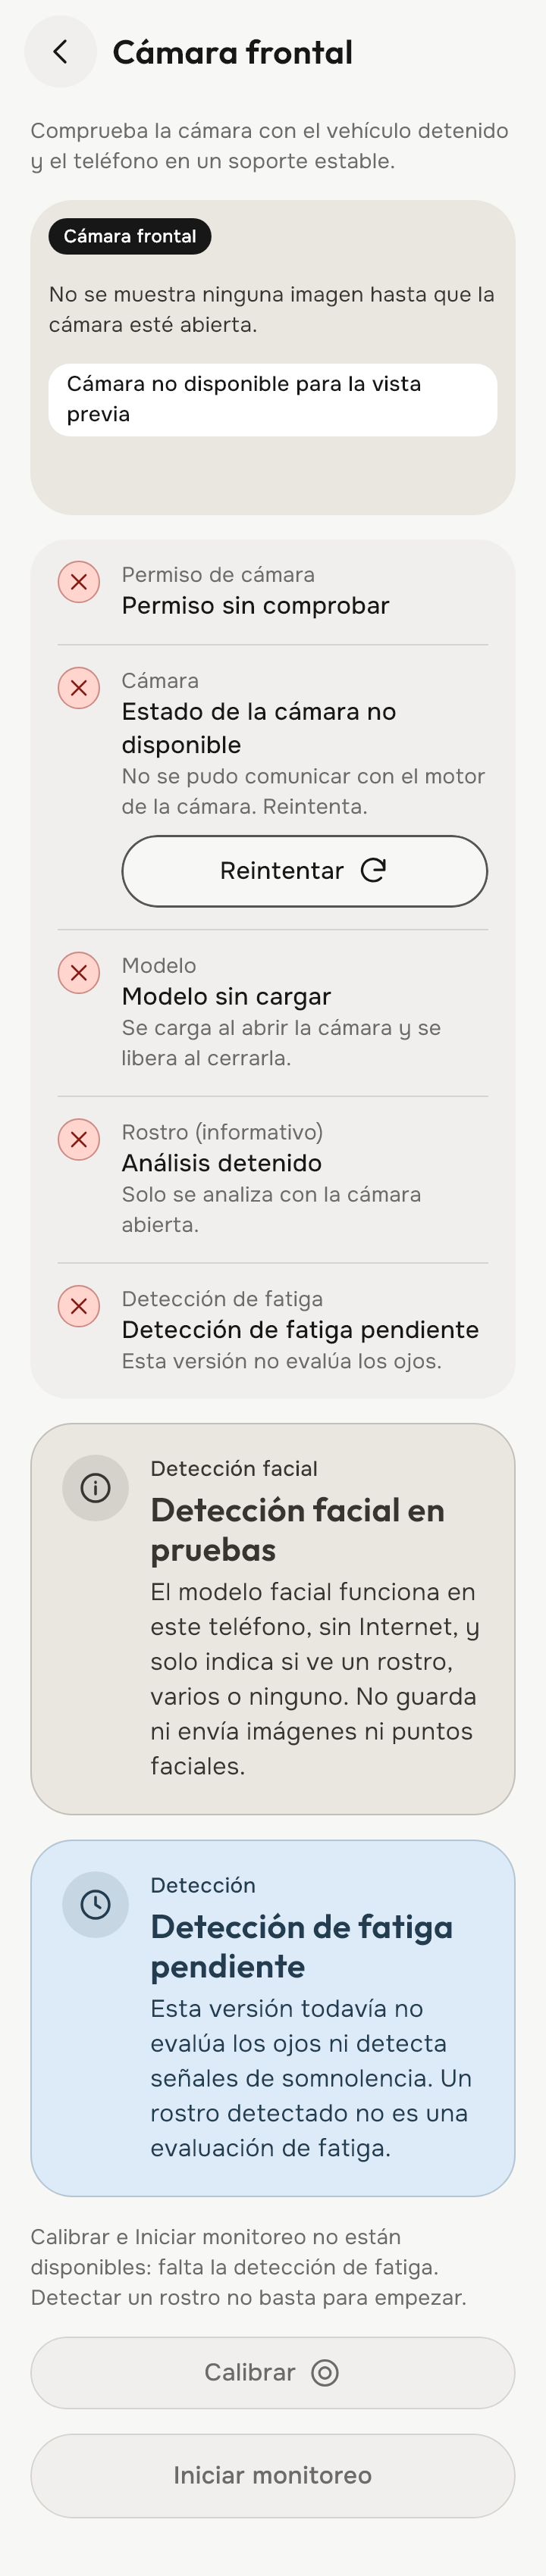 Cámara frontal
Comprueba la cámara con el vehículo detenido
y el teléfono en un soporte estable.
Cámara frontal
No se muestra ninguna imagen hasta que la
cámara esté abierta.
Cámara no disponible para la vista
previa
Permiso de cámara
Permiso sin comprobar
Cámara
Estado de la cámara no
disponible
No se pudo comunicar con el motor
de la cámara. Reintenta.
Reintentar
Modelo
Modelo sin cargar
Se carga al abrir la cámara y se
libera al cerrarla.
Rostro (informativo)
Análisis detenido
Solo se analiza con la cámara
abierta.
Detección de fatiga
Detección de fatiga pendiente
Esta versión no evalúa los ojos.
Detección facial
Detección facial en
pruebas
El modelo facial funciona en
este teléfono, sin Internet, y
solo indica si ve un rostro,
varios o ninguno. No guarda
ni envía imágenes ni puntos
faciales.
Detección
Detección de fatiga
pendiente
Esta versión todavía no
evalúa los ojos ni detecta
señales de somnolencia. Un
rostro detectado no es una
evaluación de fatiga.
Calibrar e Iniciar monitoreo no están
disponibles: falta la detección de fatiga.
Detectar un rostro no basta para empezar.
Calibrar
Iniciar monitoreo